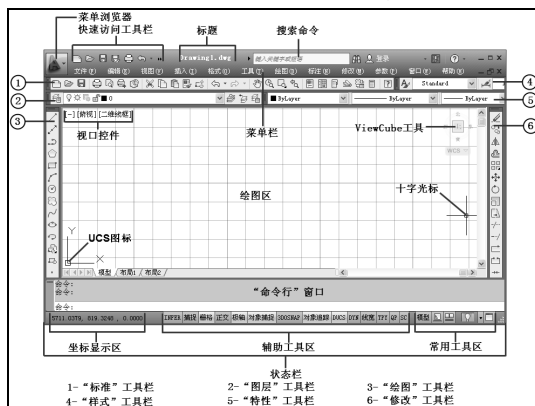 菜单浏览器
快速访问工具栏
标题
搜索命令
Drawing1.dwg
键入关键字或短语
登录
文件(F) 编辑(E) 视图(V) 插入(I) 格式(O) 工具(T) 绘图(D) 标注(N) 修改(M) 参数(P) 窗口(W) 帮助(H)
① Standard ④
② 0 ByLayer ByLayer ByLayer ⑤
③ [-][俯视][二维线框] 菜单栏 ⑥
视口控件 ViewCube工具
WCS
绘图区
十字光标
Y
UCS图标
X
模型 布局1 布局2
命令:
命令: “命令行”窗口
命令:
5711.0379, 519.3248, 0.0000 INFER 捕捉 栅格 正交 极轴 对象捕捉 3DOSNAP 对象追踪 DUCS DYN 线宽 TPY QP SC 模型
坐标显示区 辅助工具区 常用工具区
状态栏
1-“标准”工具栏 2-“图层”工具栏 3-“绘图”工具栏
4-“样式”工具栏 5-“特性”工具栏 6-“修改”工具栏